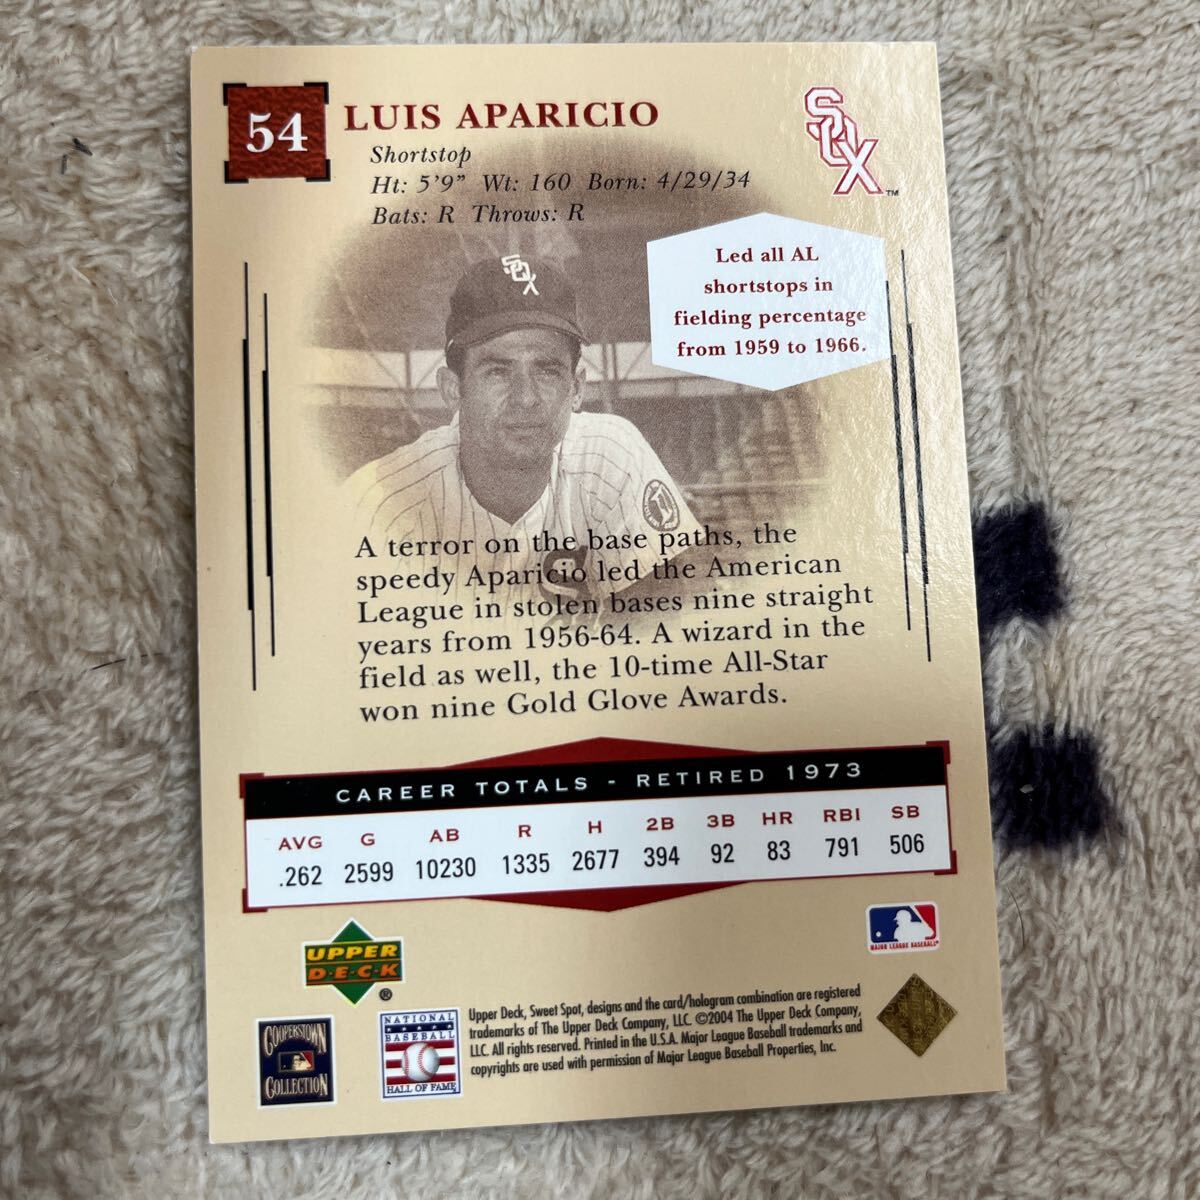 54
LUIS APARICIO
Shortstop
Ht: 5'9" Wt: 160 Born: 4/29/34
Bats: R Throws: R
SOX™
Led all AL
shortstops in
fielding percentage
from 1959 to 1966.
SOX
A terror on the base paths, the
speedy Aparicio led the American
League in stolen bases nine straight
years from 1956-64. A wizard in the
field as well, the 10-time All-Star
won nine Gold Glove Awards.
CAREER TOTALS - RETIRED 1973
AVG G AB R H 2B 3B HR RBI SB
.262 2599 10230 1335 2677 394 92 83 791 506
UPPER
D·E·C·K
®
MAJOR LEAGUE BASEBALL
COOPERSTOWN
COLLECTION
NATIONAL
BASEBALL
HALL OF FAME
Upper Deck, Sweet Spot, designs and the card/hologram combination are registered
trademarks of The Upper Deck Company, LLC. ©2004 The Upper Deck Company,
LLC. All rights reserved. Printed in the U.S.A. Major League Baseball trademarks and
copyrights are used with permission of Major League Baseball Properties, Inc.